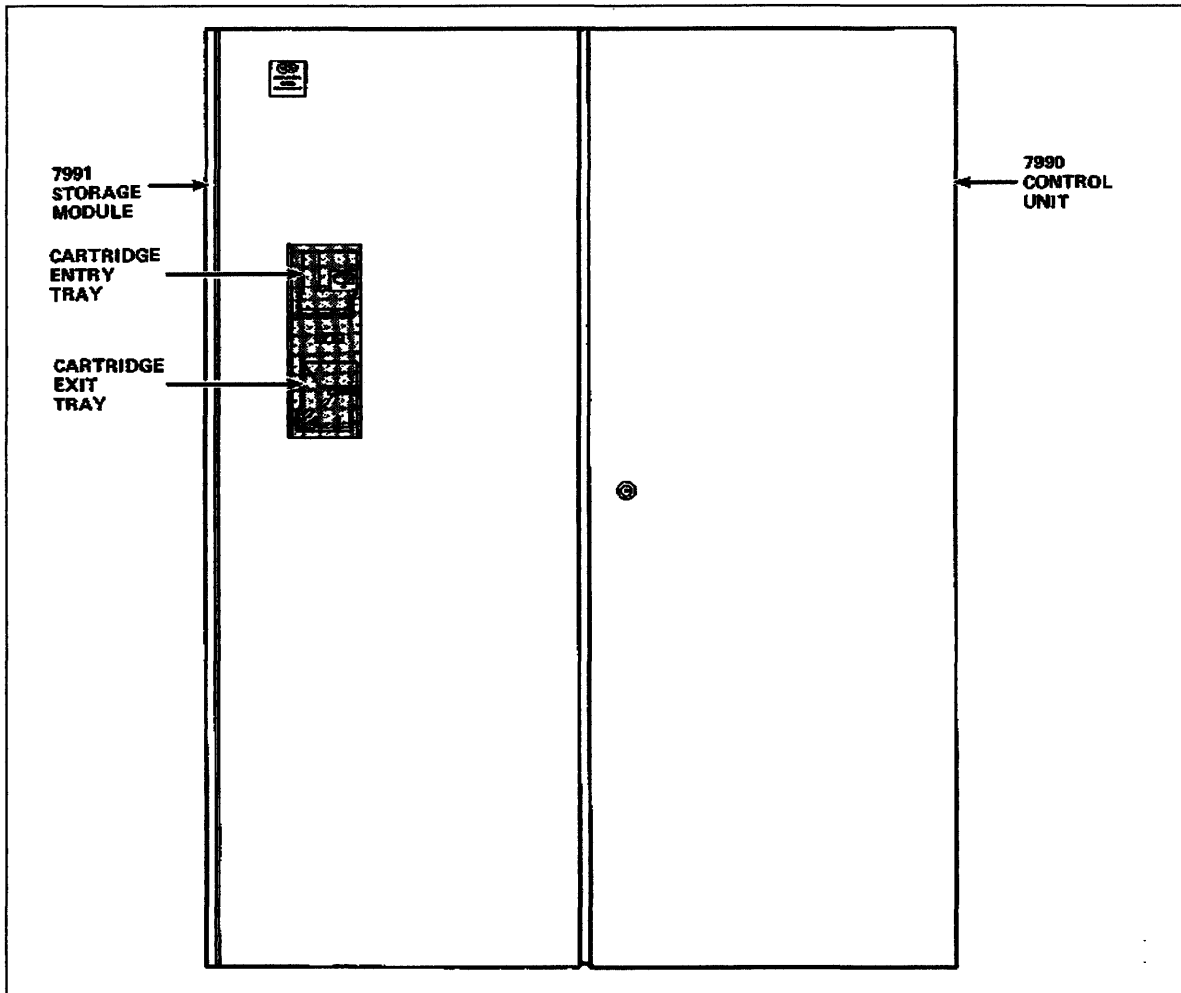 7991
STORAGE
MODULE
CARTRIDGE
ENTRY
TRAY
CARTRIDGE
EXIT
TRAY
7990
CONTROL
UNIT